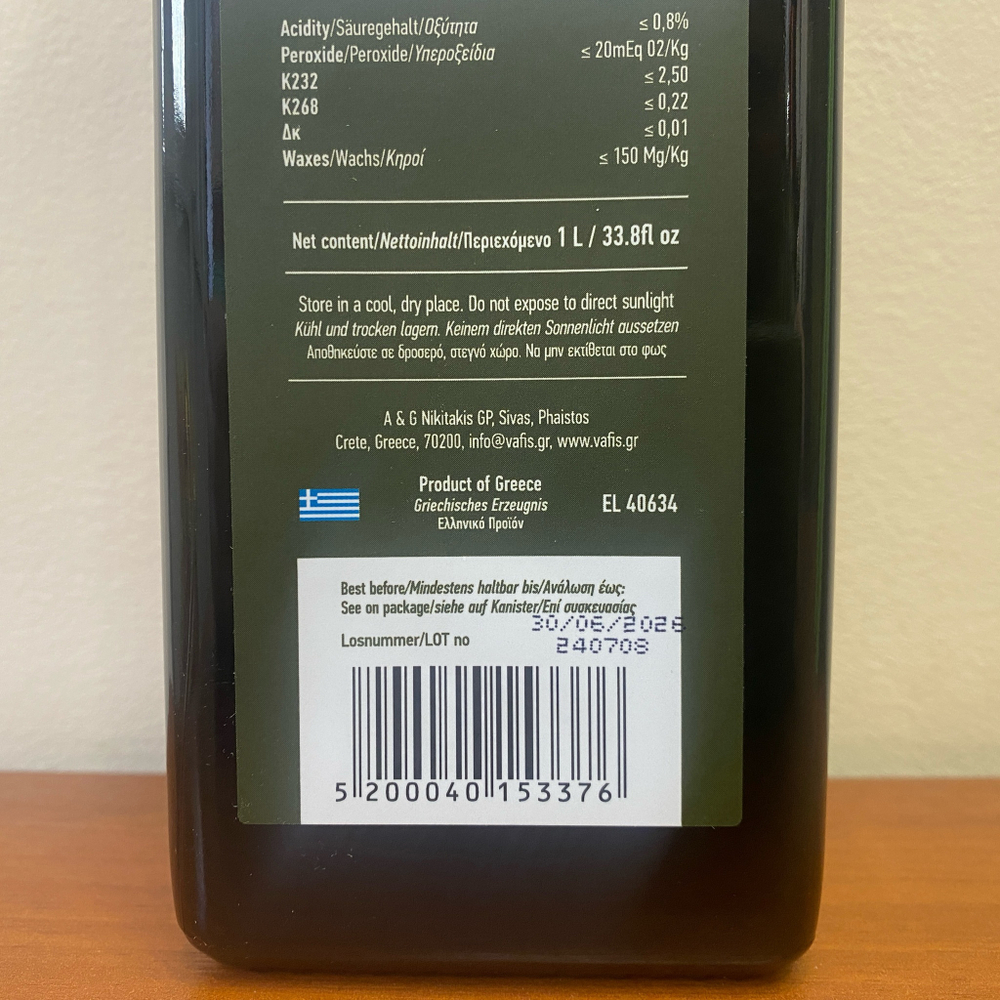 Acidity/Säuregehalt/Οξύτητα ≤ 0,8%
Peroxide/Peroxide/Υπεροξείδια ≤ 20mEq 02/Kg
K232 ≤ 2,50
K268 ≤ 0,22
Δκ ≤ 0,01
Waxes/Wachs/Κηροί ≤ 150 Mg/Kg
Net content/Nettoinhalt/Περιεχόμενο 1 L / 33.8fl oz
Store in a cool, dry place. Do not expose to direct sunlight
Kühl und trocken lagern. Keinem direkten Sonnenlicht aussetzen
Αποθηκεύστε σε δροσερό, στεγνό χώρο. Να μην εκτίθεται στο φως
A & G Nikitakis GP, Sivas, Phaistos
Crete, Greece, 70200, info@vafis.gr, www.vafis.gr
Product of Greece
Griechisches Erzeugnis
Ελληνικό Προϊόν
EL 40634
Best before/Mindestens haltbar bis/Ανάλωση έως:
See on package/siehe auf Kanister/Επί συσκευασίας
30/06/2026
Losnummer/LOT no 240708
5 200040 153376